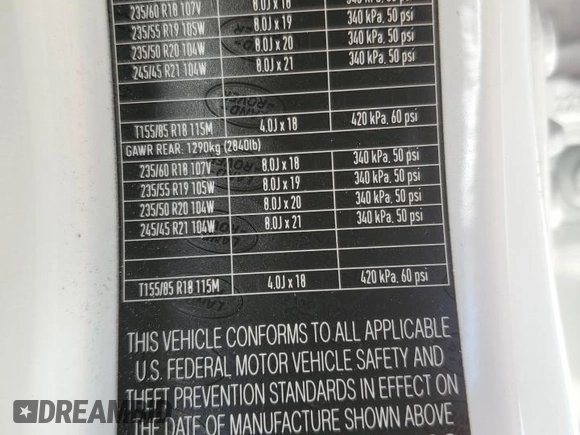 235/60 R18 107V 8.0J x 18 340 kPa, 50 psi
235/55 R19 105W 8.0J x 19 340 kPa, 50 psi
235/50 R20 104W 8.0J x 20 340 kPa, 50 psi
245/45 R21 104W 8.0J x 21 340 kPa, 50 psi
T155/85 R18 115M 4.0J x 18 420 kPa, 60 psi
GAWR REAR: 1290kg (2840lb)
235/60 R18 107V 8.0J x 18 340 kPa, 50 psi
235/55 R19 105W 8.0J x 19 340 kPa, 50 psi
235/50 R20 104W 8.0J x 20 340 kPa, 50 psi
245/45 R21 104W 8.0J x 21 340 kPa, 50 psi
T155/85 R18 115M 4.0J x 18 420 kPa, 60 psi
THIS VEHICLE CONFORMS TO ALL APPLICABLE
U.S. FEDERAL MOTOR VEHICLE SAFETY AND
THEFT PREVENTION STANDARDS IN EFFECT ON
THE DATE OF MANUFACTURE SHOWN ABOVE
DREAMBID